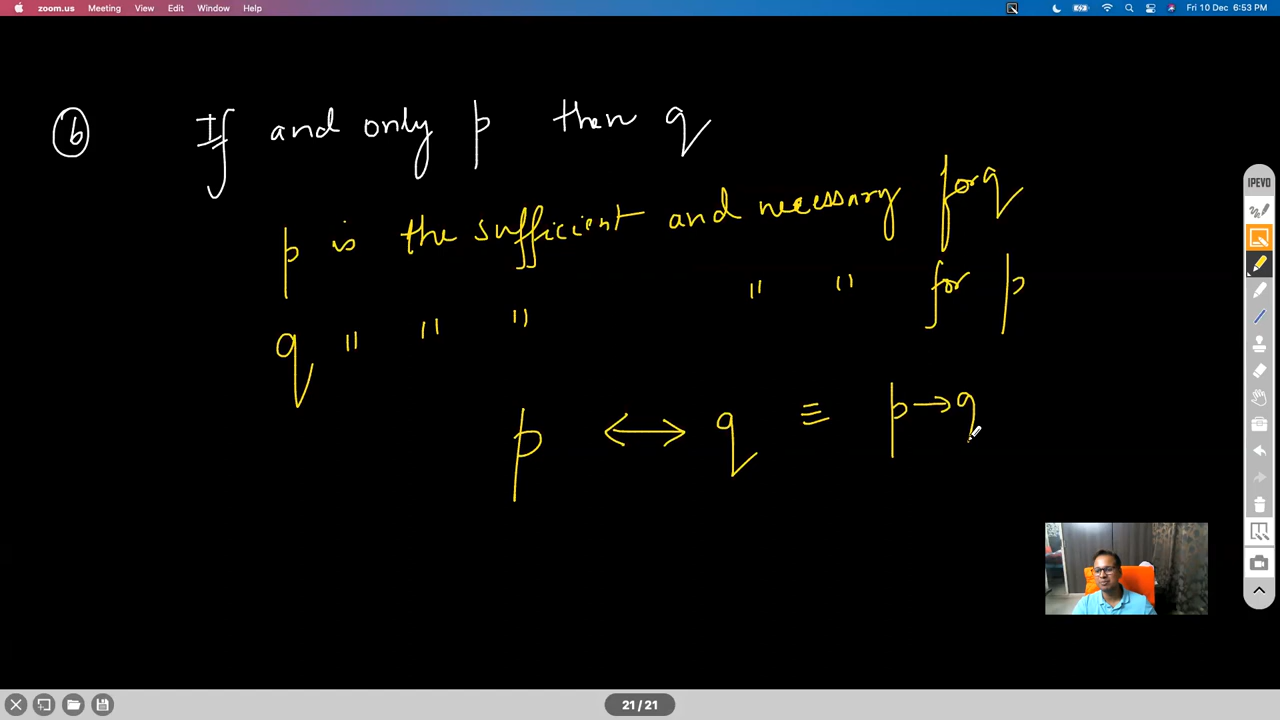 zoom.us Meeting View Edit Window Help Fri 10 Dec 6:53 PM
6 If and only p then q
p is the sufficient and necessary for q
q " " " " " for p
p ↔ q ≡ p → q
IPEVO
21 / 21